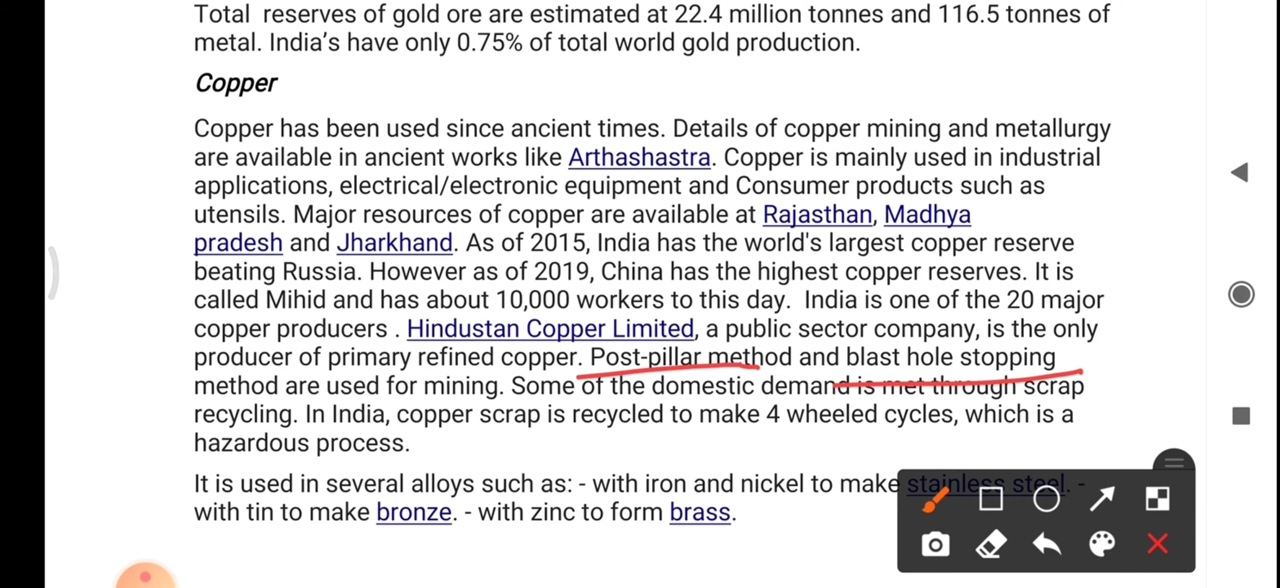 Total reserves of gold ore are estimated at 22.4 million tonnes and 116.5 tonnes of
metal. India’s have only 0.75% of total world gold production.
Copper
Copper has been used since ancient times. Details of copper mining and metallurgy
are available in ancient works like Arthashastra. Copper is mainly used in industrial
applications, electrical/electronic equipment and Consumer products such as
utensils. Major resources of copper are available at Rajasthan, Madhya
pradesh and Jharkhand. As of 2015, India has the world's largest copper reserve
beating Russia. However as of 2019, China has the highest copper reserves. It is
called Mihid and has about 10,000 workers to this day. India is one of the 20 major
copper producers . Hindustan Copper Limited, a public sector company, is the only
producer of primary refined copper. Post-pillar method and blast hole stopping
method are used for mining. Some of the domestic demand is met through scrap
recycling. In India, copper scrap is recycled to make 4 wheeled cycles, which is a
hazardous process.
It is used in several alloys such as: - with iron and nickel to make stainless steel. -
with tin to make bronze. - with zinc to form brass.